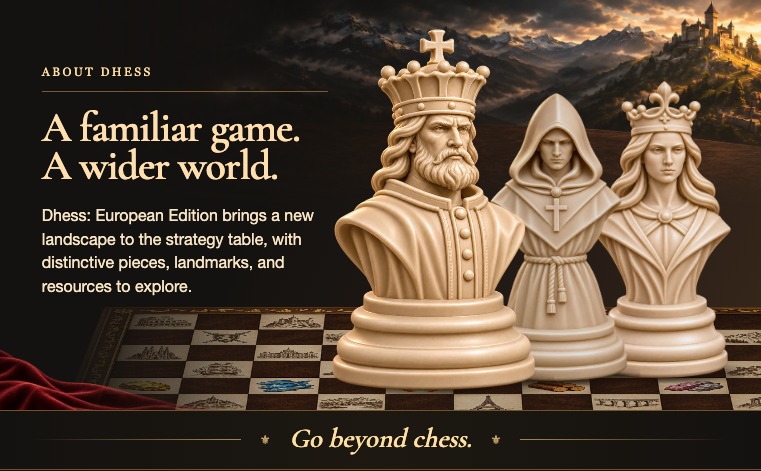 ABOUT DHESS
A familiar game.
A wider world.
Dhess: European Edition brings a new
landscape to the strategy table, with
distinctive pieces, landmarks, and
resources to explore.
Go beyond chess.